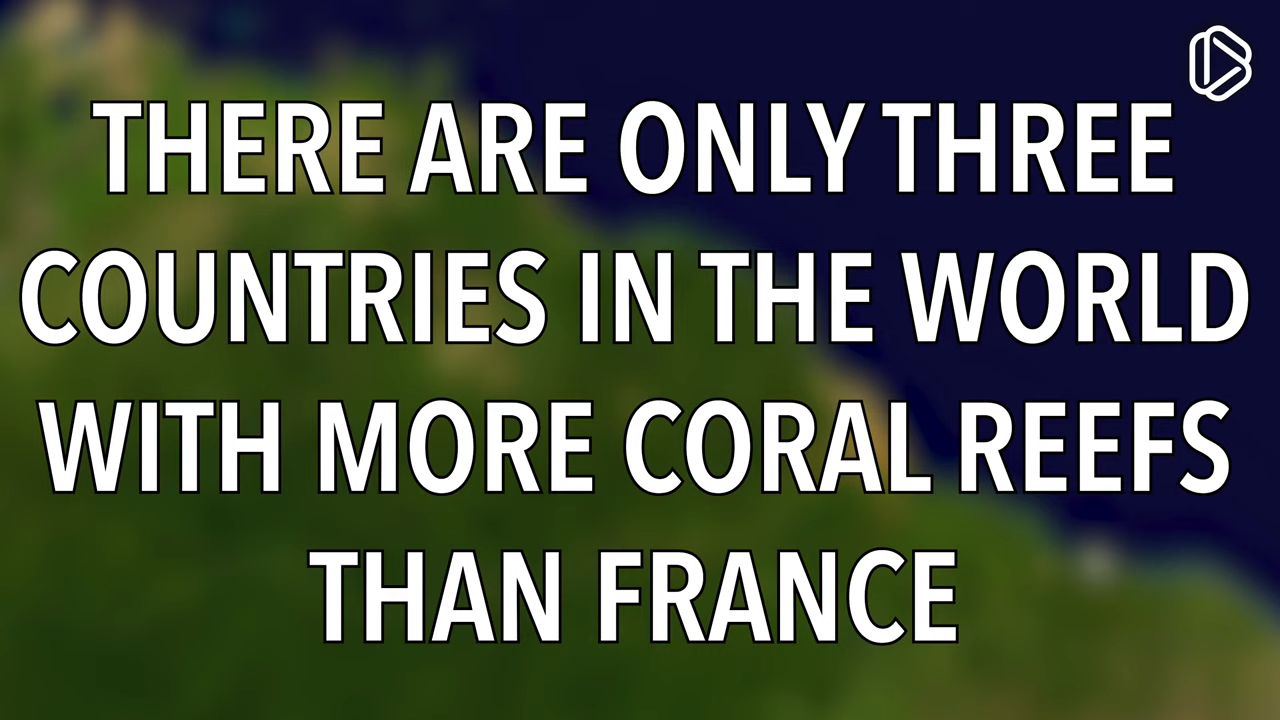 THERE ARE ONLY THREE
COUNTRIES IN THE WORLD
WITH MORE CORAL REEFS
THAN FRANCE